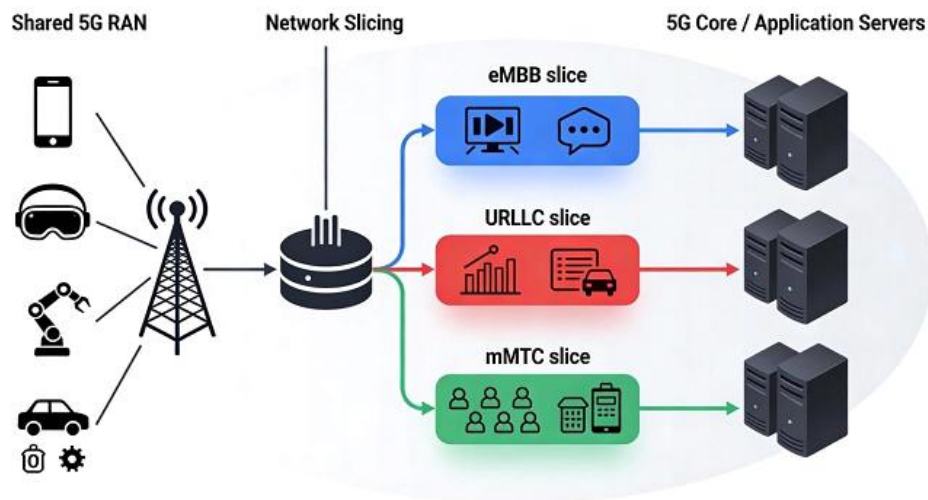 Shared 5G RAN
Network Slicing
5G Core / Application Servers
eMBB slice
URLLC slice
mMTC slice